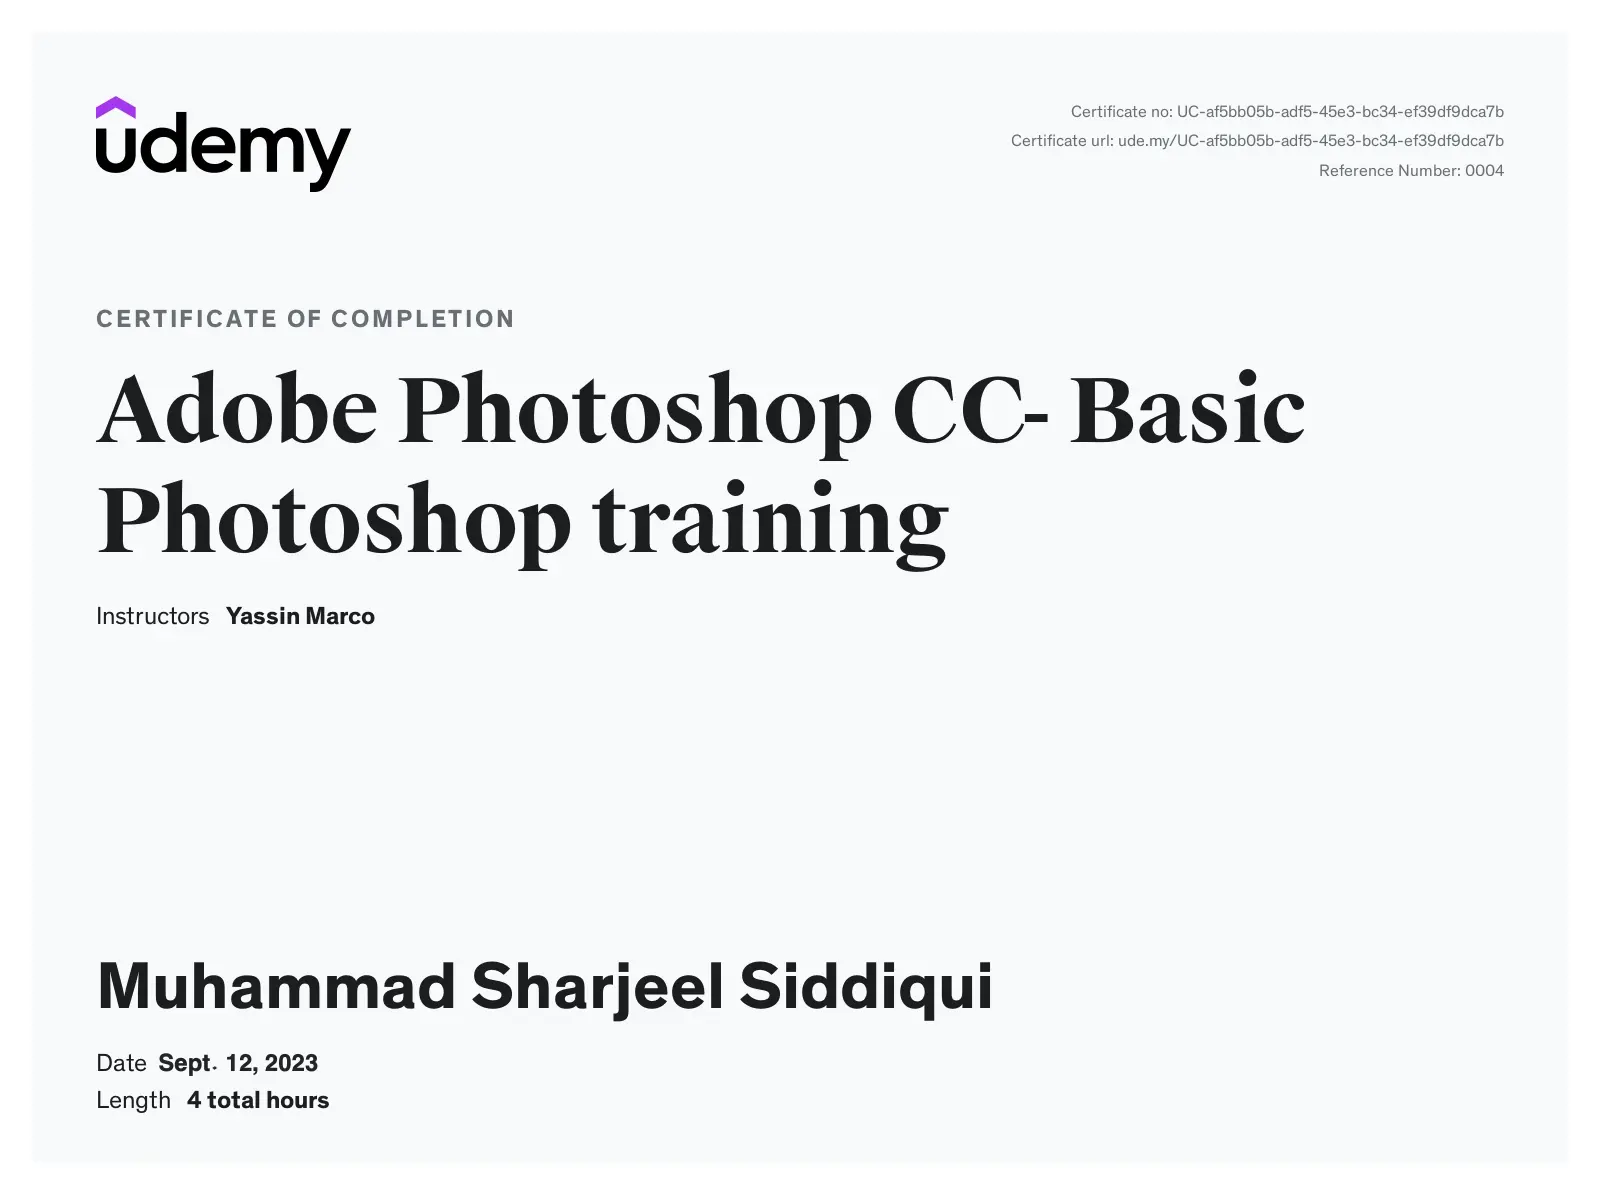 udemy
Certificate no: UC-af5bb05b-adf5-45e3-bc34-ef39df9dca7b
Certificate url: ude.my/UC-af5bb05b-adf5-45e3-bc34-ef39df9dca7b
Reference Number: 0004
CERTIFICATE OF COMPLETION
Adobe Photoshop CC- Basic
Photoshop training
Instructors Yassin Marco
Muhammad Sharjeel Siddiqui
Date Sept. 12, 2023
Length 4 total hours